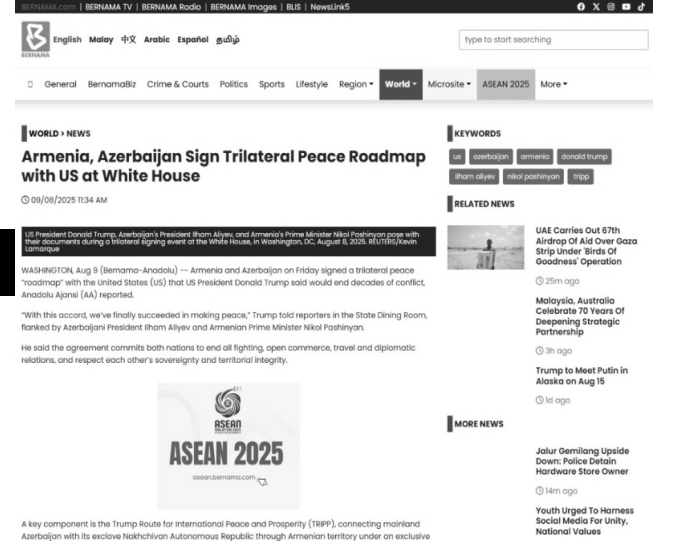 BERNAMA.com | BERNAMA TV | BERNAMA Radio | BERNAMA Images | BLIS | NewsLink5
BERNAMA
English Malay 中文 Arabic Español தமிழ்
type to start searching
General BernamaBiz Crime & Courts Politics Sports Lifestyle Region World Microsite ASEAN 2025 More
WORLD > NEWS
Armenia, Azerbaijan Sign Trilateral Peace Roadmap
with US at White House
09/08/2025 11:34 AM
US President Donald Trump, Azerbaijan's President Ilham Aliyev, and Armenia's Prime Minister Nikol Pashinyan pose with
their documents during a trilateral signing event at the White House, in Washington, DC, August 8, 2025. REUTERS/Kevin
Lamarque
WASHINGTON, Aug 9 (Bernama-Anadolu) -- Armenia and Azerbaijan on Friday signed a trilateral peace
"roadmap" with the United States (US) that US President Donald Trump said would end decades of conflict,
Anadolu Ajansi (AA) reported.
"With this accord, we've finally succeeded in making peace," Trump told reporters in the State Dining Room,
flanked by Azerbaijani President Ilham Aliyev and Armenian Prime Minister Nikol Pashinyan.
He said the agreement commits both nations to end all fighting, open commerce, travel and diplomatic
relations, and respect each other's sovereignty and territorial integrity.
ASEAN
ASEAN 2025
asean.bernama.com
A key component is the Trump Route for International Peace and Prosperity (TRIPP), connecting mainland
Azerbaijan with its exclave Nakhchivan Autonomous Republic through Armenian territory under an exclusive
KEYWORDS
us azerbaijan armenia donald trump
ilham aliyev nikol pashinyan tripp
RELATED NEWS
UAE Carries Out 67th
Airdrop Of Aid Over Gaza
Strip Under 'Birds Of
Goodness' Operation
25m ago
Malaysia, Australia
Celebrate 70 Years Of
Deepening Strategic
Partnership
3h ago
Trump to Meet Putin in
Alaska on Aug 15
1d ago
MORE NEWS
Jalur Gemilang Upside
Down: Police Detain
Hardware Store Owner
14m ago
Youth Urged To Harness
Social Media For Unity,
National Values